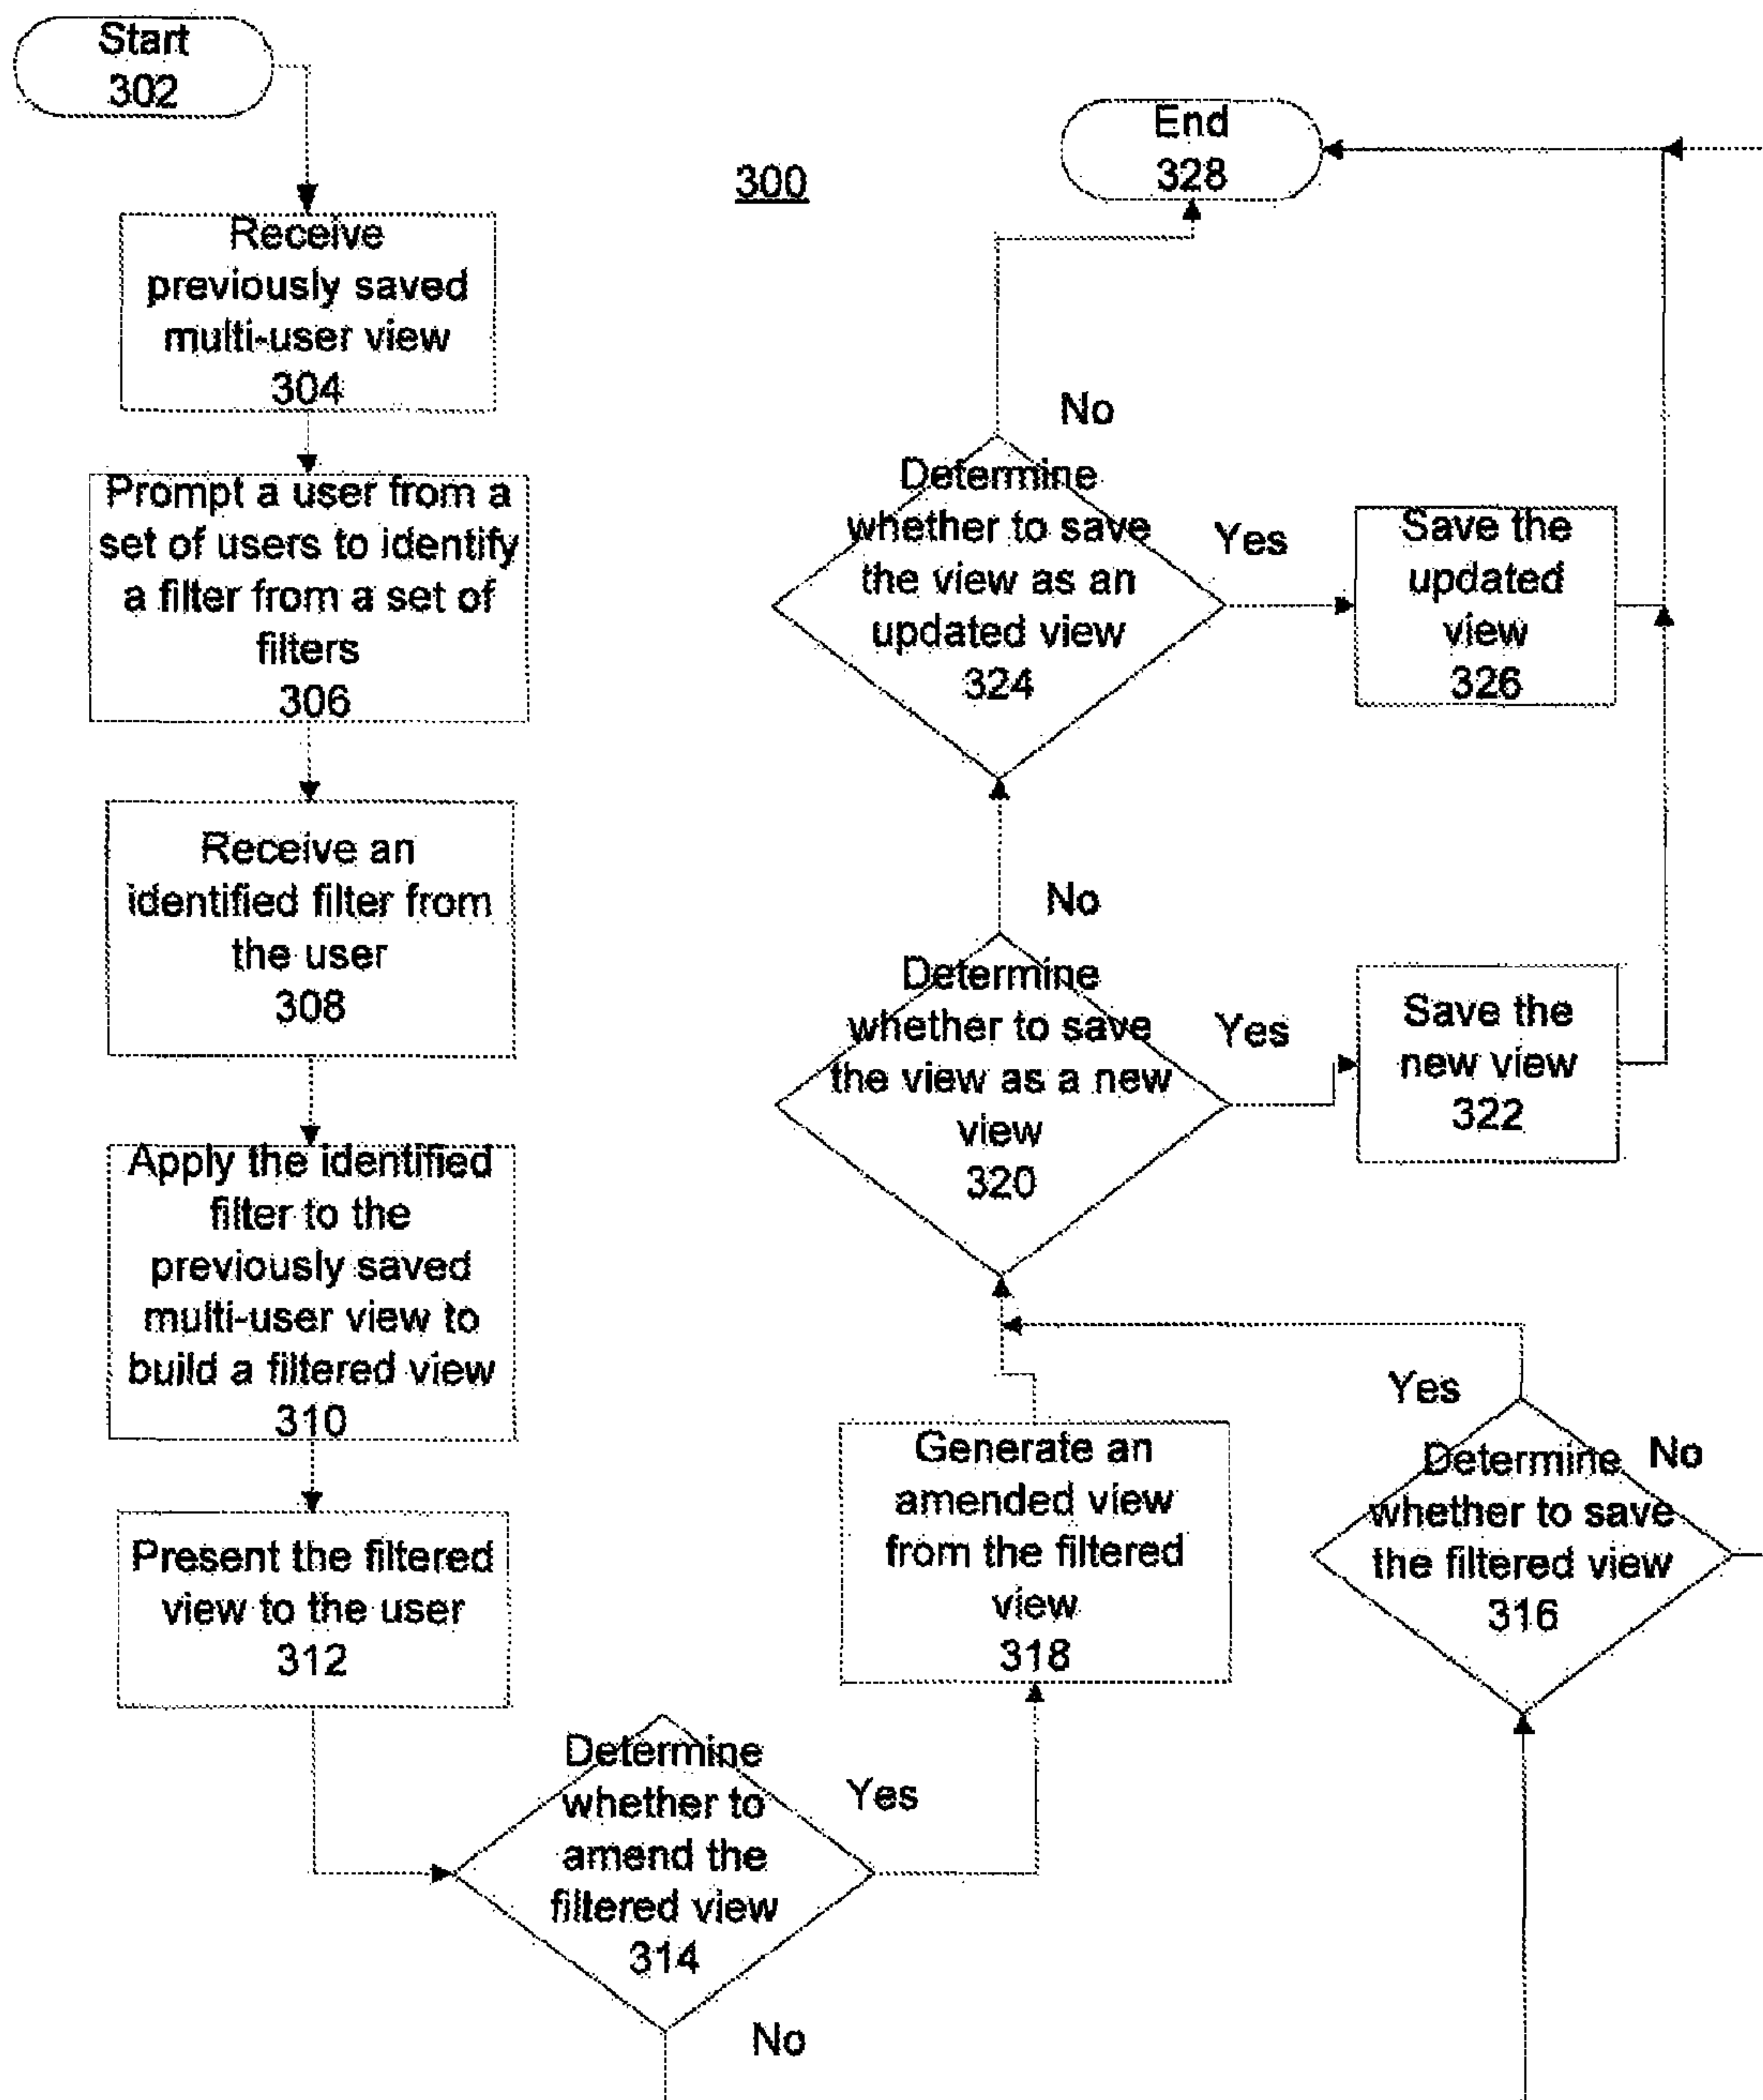 Start
302
Receive
previously saved
multi-user view
304
Prompt a user from a
set of users to identify
a filter from a set of
filters
306
Receive an
identified filter from
the user
308
Apply the identified
filter to the
previously saved
multi-user view to
build a filtered view
310
Present the filtered
view to the user
312
Determine
whether to
amend the
filtered view
314
Yes
No
Generate an
amended view
from the filtered
view
318
Determine
whether to save
the filtered view
316
Yes
No
Determine
whether to save
the view as a new
view
320
Yes
No
Save the
new view
322
Determine
whether to save
the view as an
updated view
324
Yes
No
Save the
updated
view
326
End
328
300